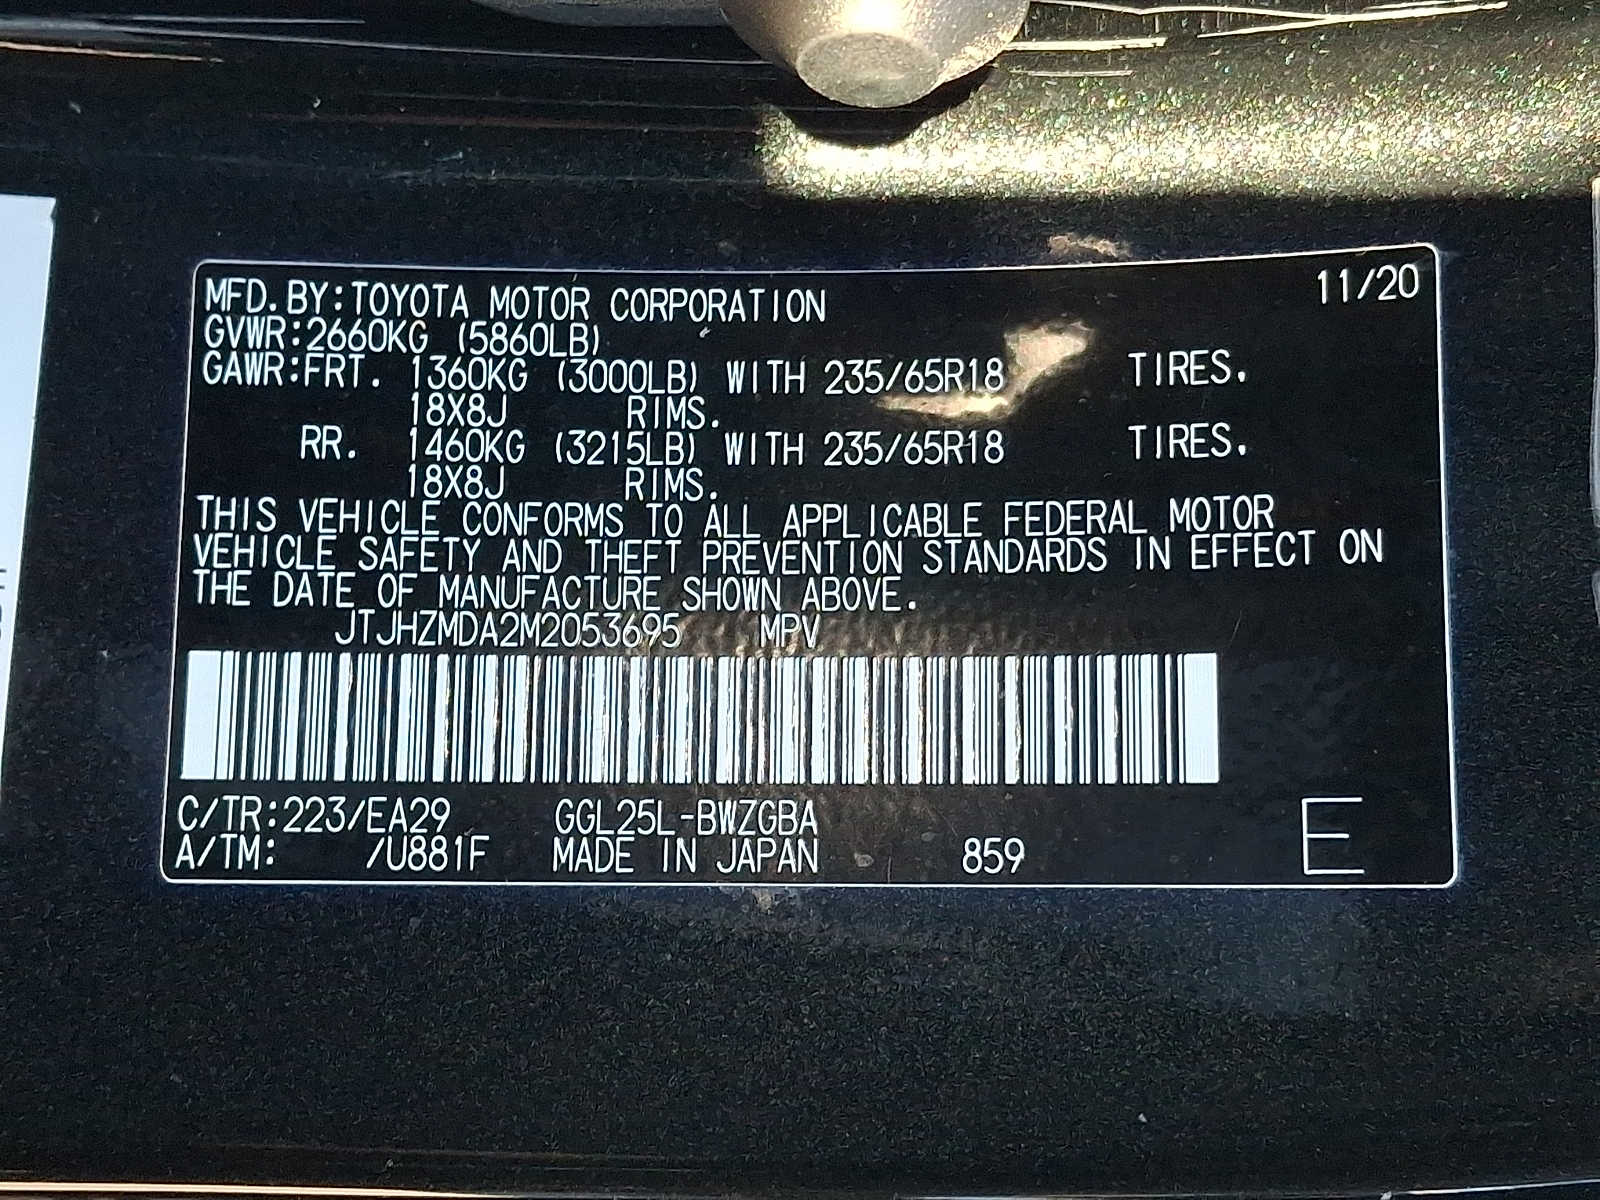 11/20
MFD.BY:TOYOTA MOTOR CORPORATION
GVWR:2660KG (5860LB)
GAWR:FRT. 1360KG (3000LB) WITH 235/65R18 TIRES.
18X8J RIMS.
RR. 1460KG (3215LB) WITH 235/65R18 TIRES.
18X8J RIMS.
THIS VEHICLE CONFORMS TO ALL APPLICABLE FEDERAL MOTOR
VEHICLE SAFETY AND THEFT PREVENTION STANDARDS IN EFFECT ON
THE DATE OF MANUFACTURE SHOWN ABOVE.
JTJHZMDA2M2053695 MPV
C/TR:223/EA29 GGL25L-BWZGBA
A/TM: /U881F MADE IN JAPAN 859 E